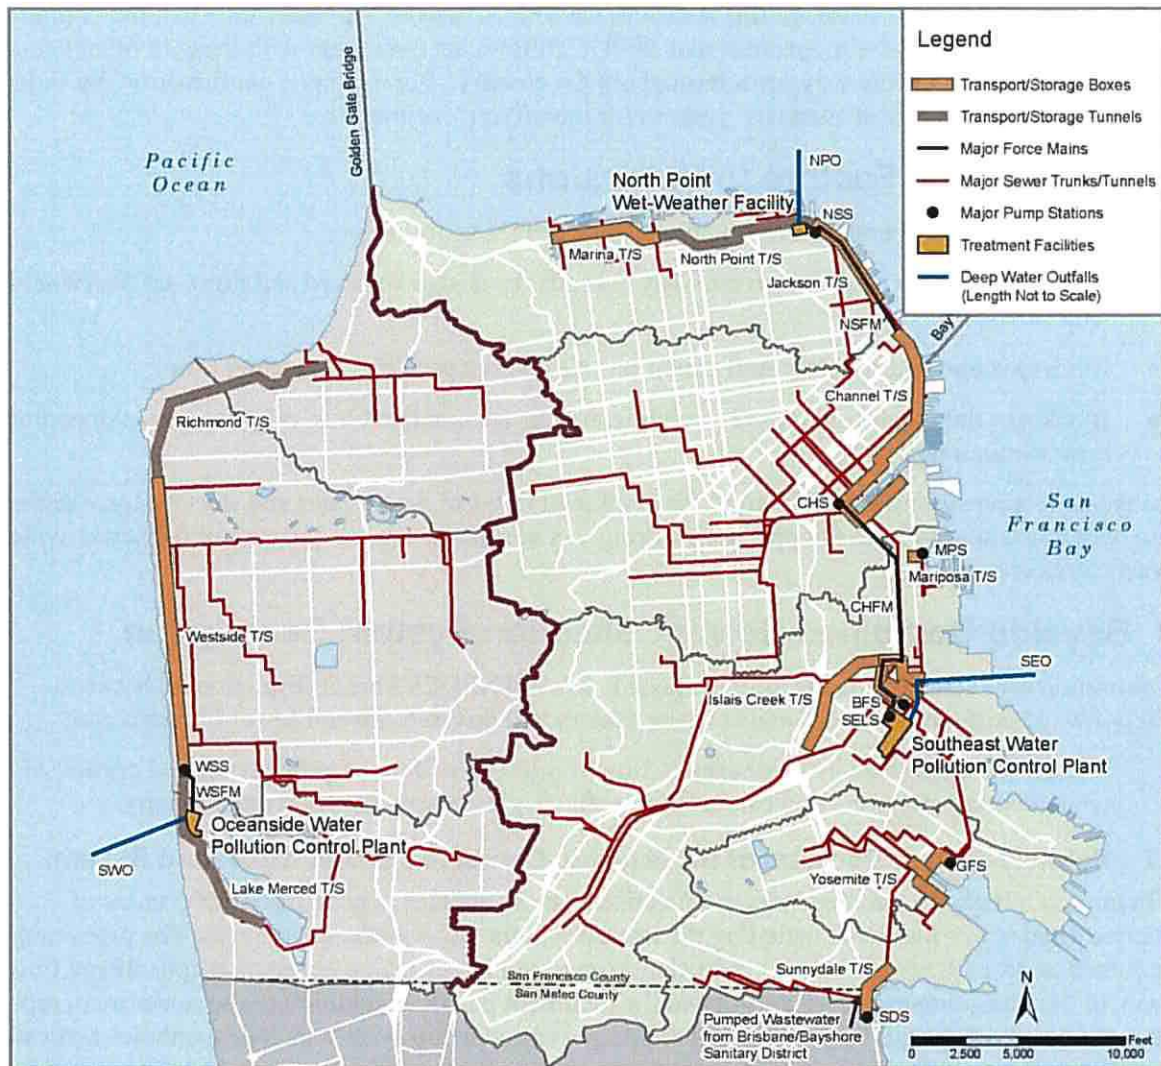 Legend
Transport/Storage Boxes
Transport/Storage Tunnels
Major Force Mains
Major Sewer Trunks/Tunnels
Major Pump Stations
Treatment Facilities
Deep Water Outfalls
(Length Not to Scale)
Pacific
Ocean
Golden Gate Bridge
NPO
North Point
Wet-Weather Facility
NSS
Marina T/S
North Point T/S
Jackson T/S
NSFM
Bay
Richmond T/S
Channel T/S
CHS
San
Francisco
Bay
MPS
Mariposa T/S
CHFM
Westside T/S
SEO
Islais Creek T/S
BFS
SELS
Southeast Water
Pollution Control Plant
WSS
WSFM
Oceanside Water
Pollution Control Plant
SWO
Lake Merced T/S
GFS
Yosemite T/S
Sunnydale T/S
San Francisco County
San Mateo County
SDS
Pumped Wastewater
from Brisbane/Bayshore
Sanitary District
N
Feet
0 2,500 5,000 10,000